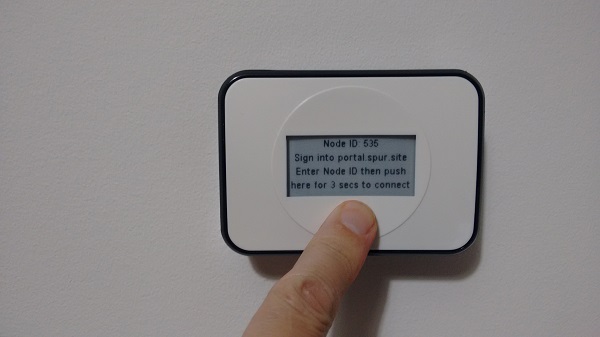 Node ID: 535
Sign into portal.spur.site
Enter Node ID then push
here for 3 secs to connect